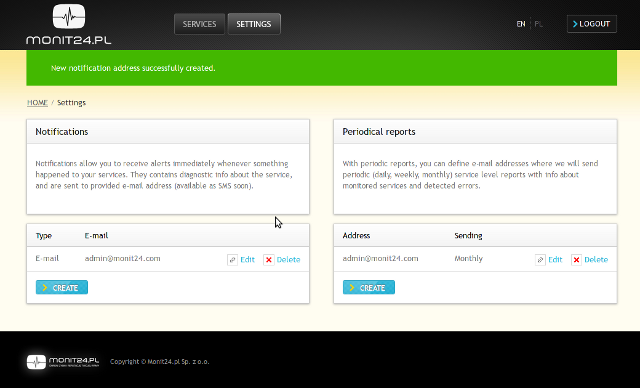 MONIT24.PL
SERVICES
SETTINGS
EN
PL
LOGOUT
New notification address successfully created.
HOME / Settings
Notifications
Notifications allow you to receive alerts immediately whenever something
happened to your services. They contains diagnostic info about the service,
and are sent to provided e-mail address (available as SMS soon).
Periodical reports
With periodic reports, you can define e-mail addresses where we will send
periodic (daily, weekly, monthly) service level reports with info about
monitored services and detected errors.
Type E-mail
E-mail admin@monit24.com Edit Delete
CREATE
Address Sending
admin@monit24.com Monthly Edit Delete
CREATE
MONIT24.PL
Copyright © Monit24.pl Sp. z o.o.